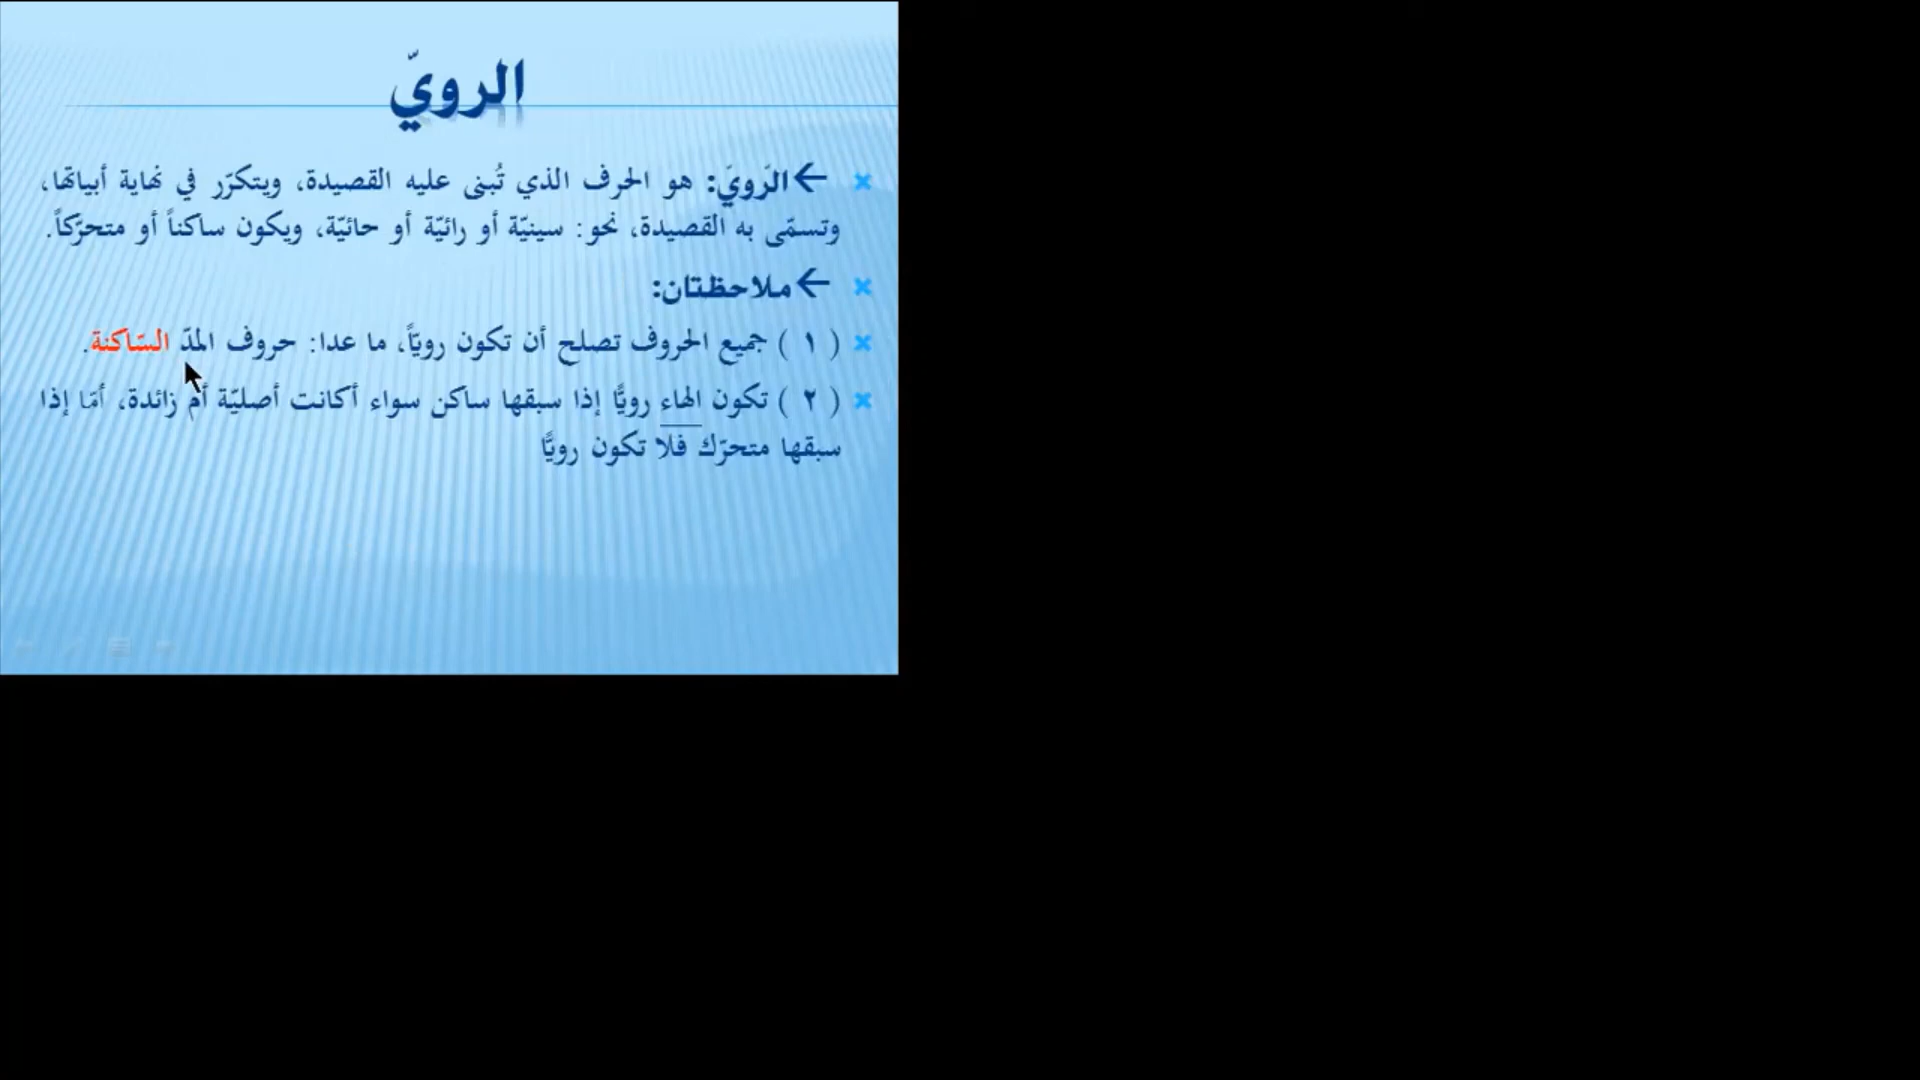 الرويّ
← الرّويّ: هو الحرف الذي تُبنى عليه القصيدة، ويتكرّر في نهاية أبياتها،
وتسمّى به القصيدة، نحو: سينيّة أو رائيّة أو حائيّة، ويكون ساكناً أو متحرّكاً.
← ملاحظتان:
( ١ ) جميع الحروف تصلح أن تكون رويّاً، ما عدا: حروف المدّ السّاكنة.
( ٢ ) تكون الهاء رويًّا إذا سبقها ساكن سواء أكانت أصليّة أم زائدة، أمّا إذا
سبقها متحرّك فلا تكون رويًّا